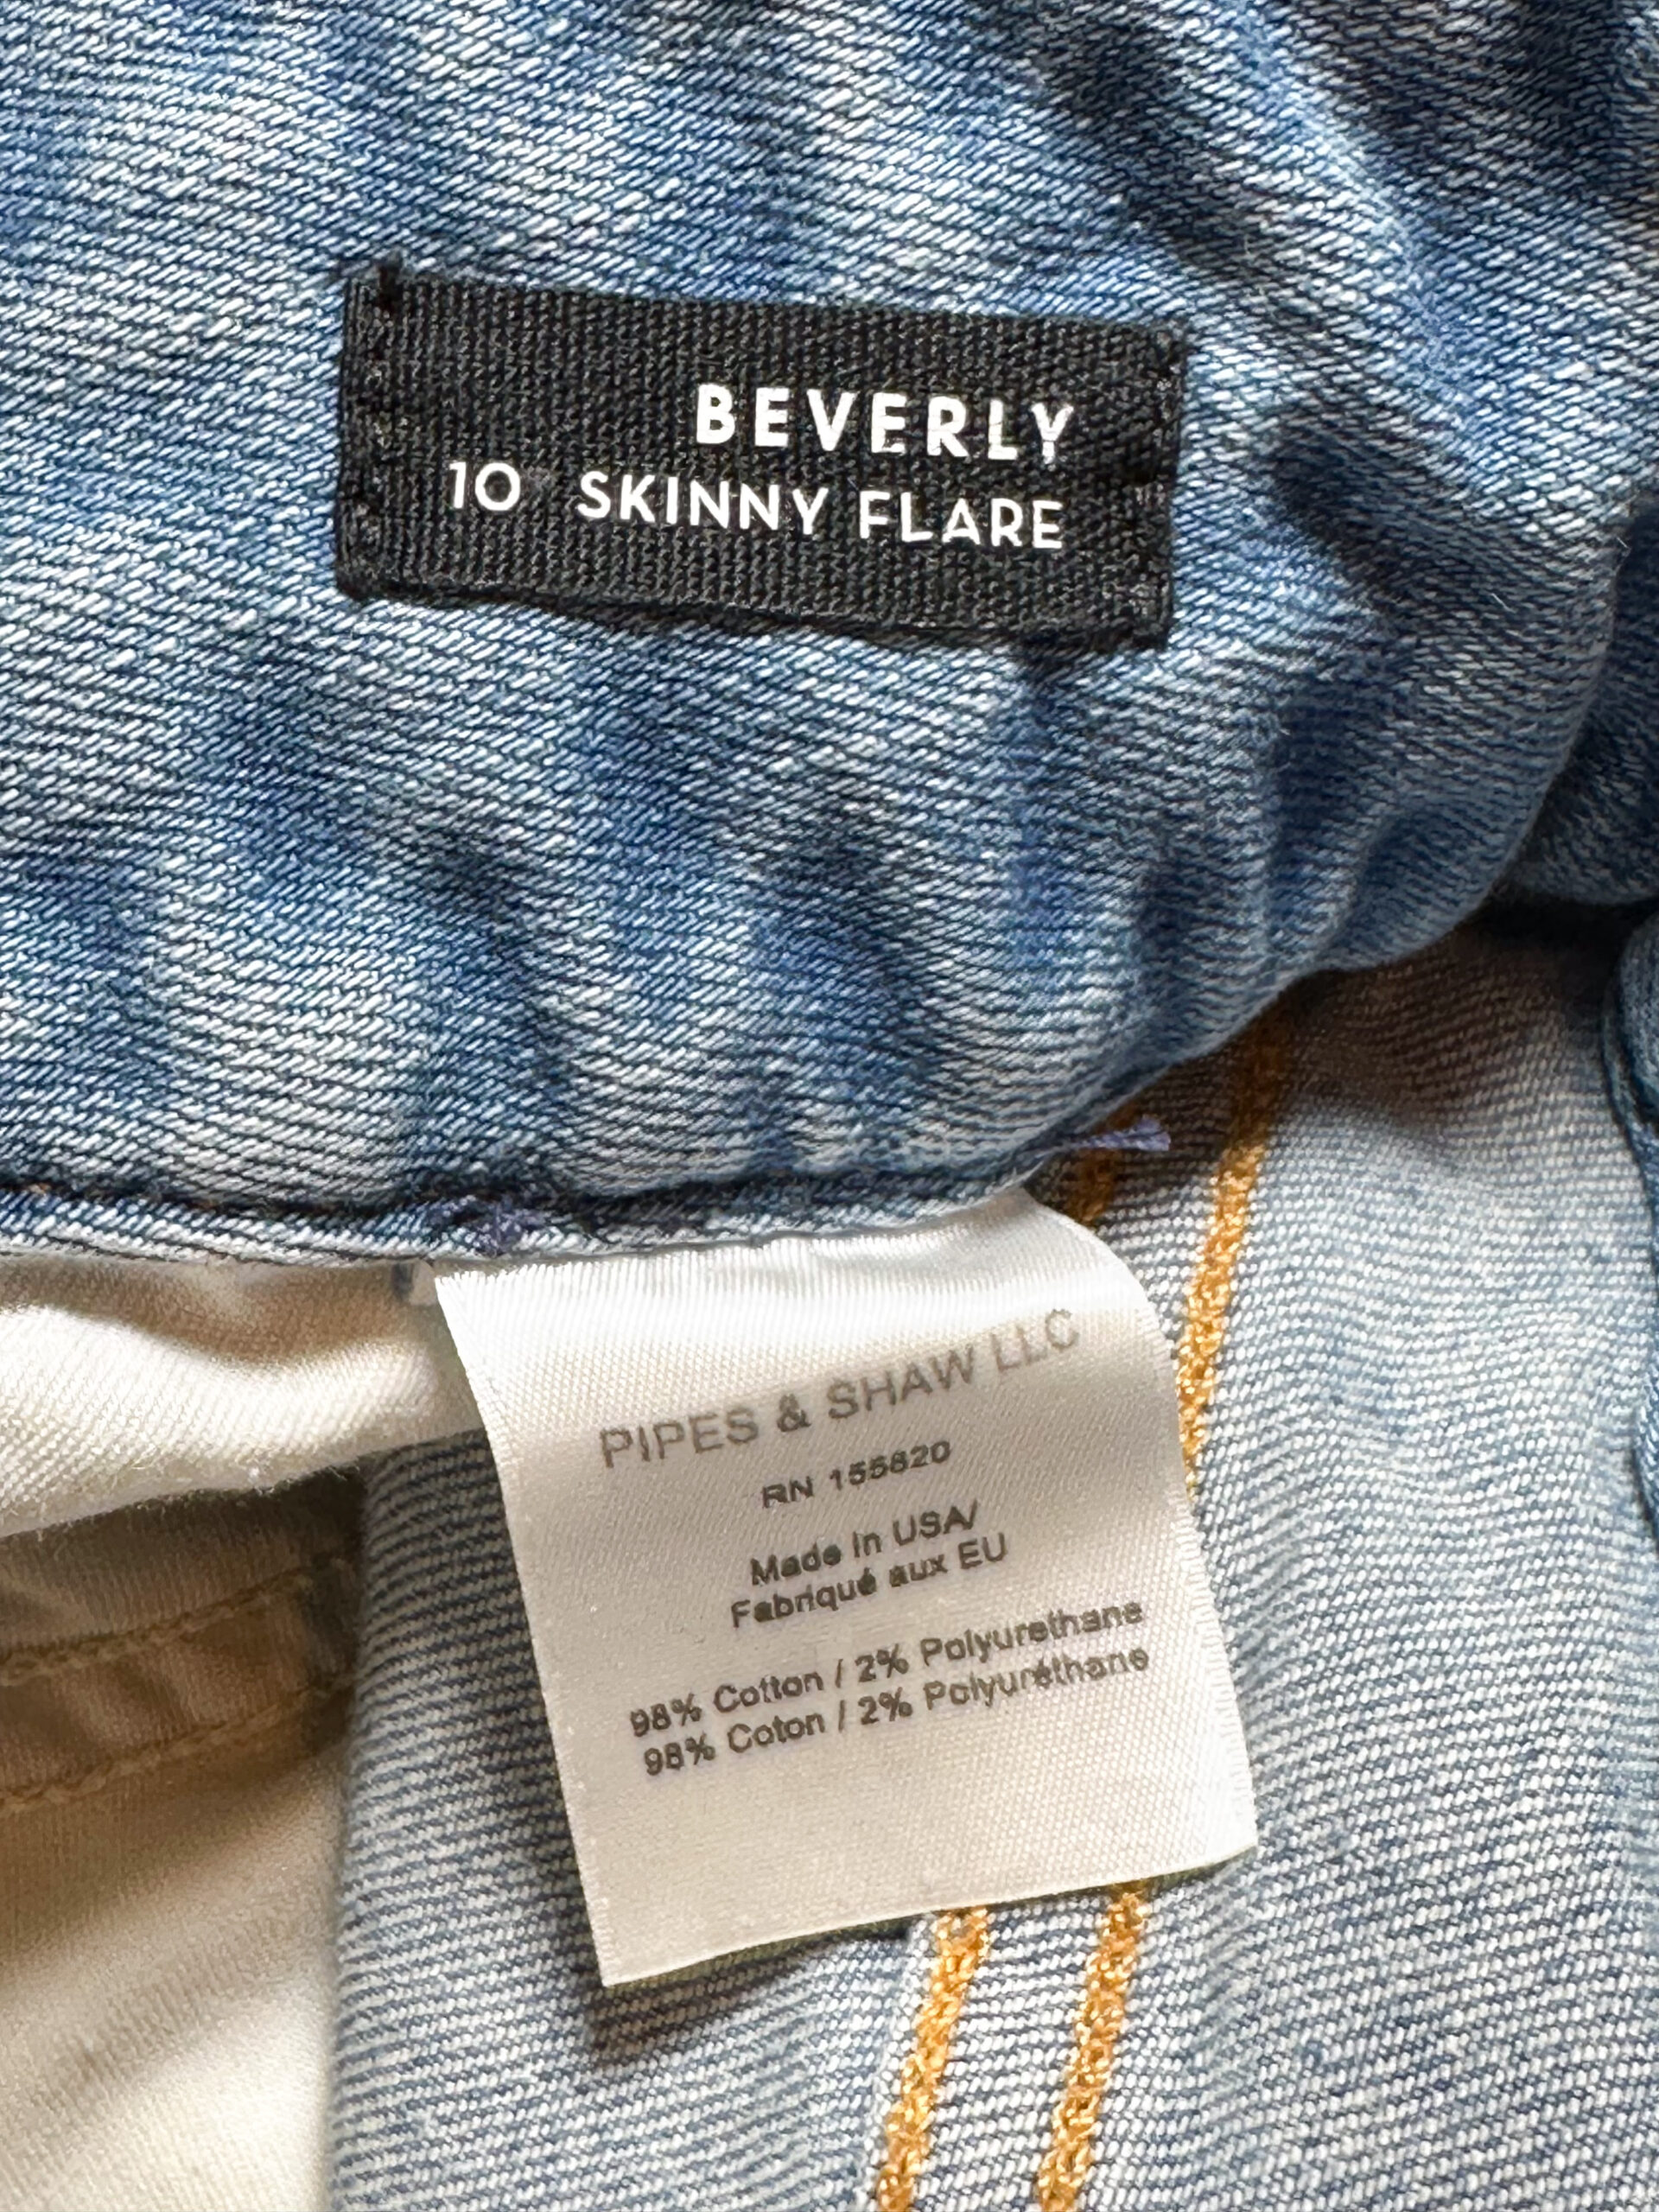 BEVERLY
10 SKINNY FLARE
PIPES & SHAW LLC
RN 155820
Made in USA/
Fabriqué aux EU
98% Cotton / 2% Polyurethane
98% Coton / 2% Polyuréthane